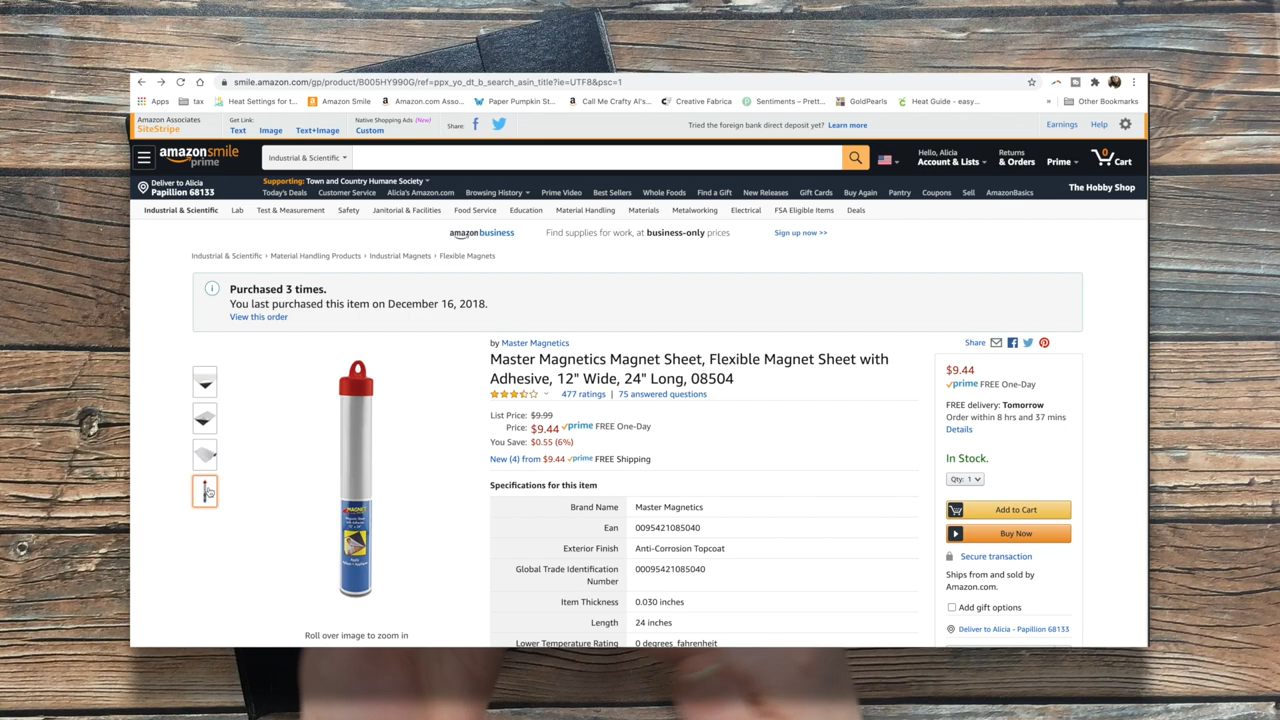 smile.amazon.com/gp/product/B005HY990G/ref=ppx_yo_dt_b_search_asin_title?ie=UTF8&psc=1
Apps tax Heat Settings for t... Amazon Smile Amazon.com Asso... Paper Pumpkin St... Call Me Crafty Al's... Creative Fabrica Sentiments – Prett... GoldPearls Heat Guide - easy... » Other Bookmarks
Amazon Associates
SiteStripe
Get Link:
Text Image Text+Image
Native Shopping Ads (New)
Custom
Share:
Tried the foreign bank direct deposit yet? Learn more
Earnings Help
amazonsmile
prime
Industrial & Scientific
Hello, Alicia
Account & Lists
Returns
& Orders
Prime
0
Cart
Deliver to Alicia
Papillion 68133
Supporting: Town and Country Humane Society
Today's Deals Customer Service Alicia's Amazon.com Browsing History Prime Video Best Sellers Whole Foods Find a Gift New Releases Gift Cards Buy Again Pantry Coupons Sell AmazonBasics
The Hobby Shop
Industrial & Scientific Lab Test & Measurement Safety Janitorial & Facilities Food Service Education Material Handling Materials Metalworking Electrical FSA Eligible Items Deals
amazonbusiness Find supplies for work, at business-only prices Sign up now >>
Industrial & Scientific › Material Handling Products › Industrial Magnets › Flexible Magnets
Purchased 3 times.
You last purchased this item on December 16, 2018.
View this order
by Master Magnetics
Master Magnetics Magnet Sheet, Flexible Magnet Sheet with
Adhesive, 12" Wide, 24" Long, 08504
477 ratings | 75 answered questions
List Price: $9.99
Price: $9.44 prime FREE One-Day
You Save: $0.55 (6%)
New (4) from $9.44 prime FREE Shipping
Specifications for this item
Brand Name Master Magnetics
Ean 0095421085040
Exterior Finish Anti-Corrosion Topcoat
Global Trade Identification
Number
00095421085040
Item Thickness 0.030 inches
Length 24 inches
Lower Temperature Rating 0 degrees_fahrenheit
MAGNET
Roll over image to zoom in
Share
$9.44
prime FREE One-Day
FREE delivery: Tomorrow
Order within 8 hrs and 37 mins
Details
In Stock.
Qty: 1
Add to Cart
Buy Now
Secure transaction
Ships from and sold by
Amazon.com.
Add gift options
Deliver to Alicia - Papillion 68133